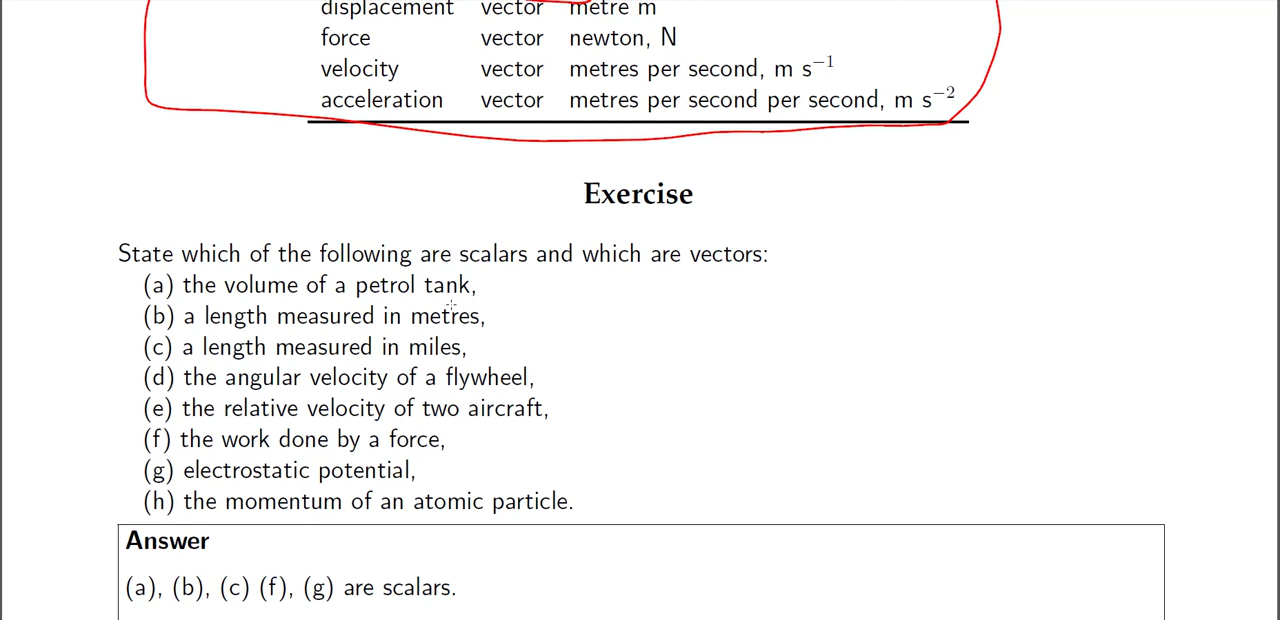 displacement vector metre m
force vector newton, N
velocity vector metres per second, m s⁻¹
acceleration vector metres per second per second, m s⁻²
Exercise
State which of the following are scalars and which are vectors:
(a) the volume of a petrol tank,
(b) a length measured in metres,
(c) a length measured in miles,
(d) the angular velocity of a flywheel,
(e) the relative velocity of two aircraft,
(f) the work done by a force,
(g) electrostatic potential,
(h) the momentum of an atomic particle.
Answer
(a), (b), (c) (f), (g) are scalars.